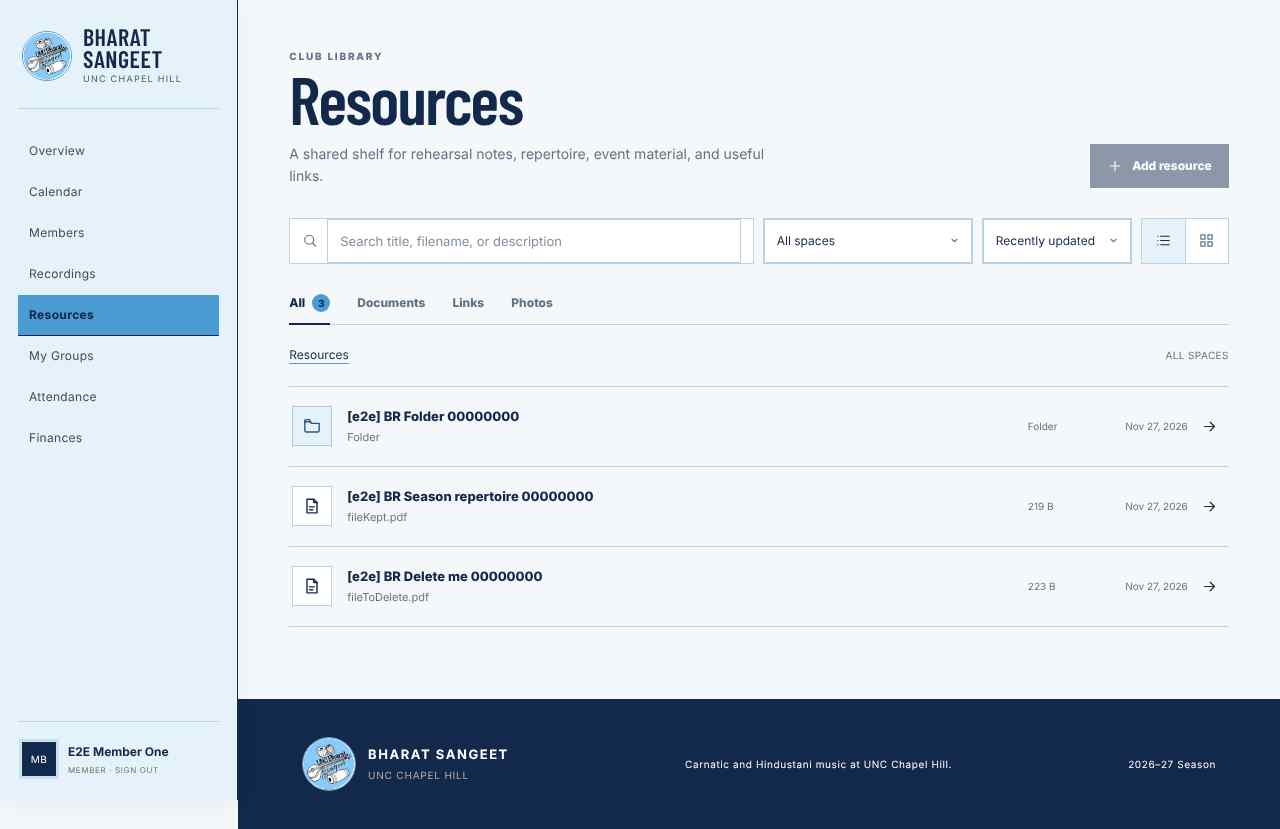 BHARAT
SANGEET
UNC CHAPEL HILL
Overview
Calendar
Members
Recordings
Resources
My Groups
Attendance
Finances
MB
E2E Member One
MEMBER · SIGN OUT
CLUB LIBRARY
Resources
A shared shelf for rehearsal notes, repertoire, event material, and useful
links.
Add resource
Search title, filename, or description
All spaces
Recently updated
All 3 Documents Links Photos
Resources
ALL SPACES
[e2e] BR Folder 00000000
Folder
Folder
Nov 27, 2026
[e2e] BR Season repertoire 00000000
fileKept.pdf
219 B
Nov 27, 2026
[e2e] BR Delete me 00000000
fileToDelete.pdf
223 B
Nov 27, 2026
BHARAT SANGEET
UNC CHAPEL HILL
Carnatic and Hindustani music at UNC Chapel Hill.
2026–27 Season